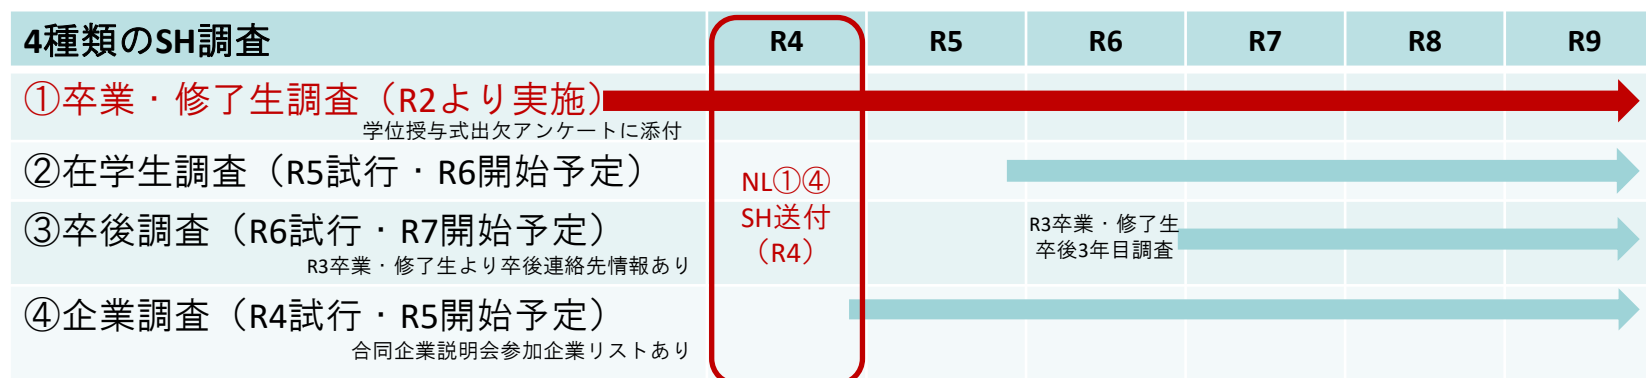 4種類のSH調査 R4 R5 R6 R7 R8 R9
①卒業・修了生調査（R2より実施）
学位授与式出欠アンケートに添付
②在学生調査（R5試行・R6開始予定）
NL①④
SH送付
（R4）
③卒後調査（R6試行・R7開始予定）
R3卒業・修了生より卒後連絡先情報あり
R3卒業・修了生
卒後3年目調査
④企業調査（R4試行・R5開始予定）
合同企業説明会参加企業リストあり